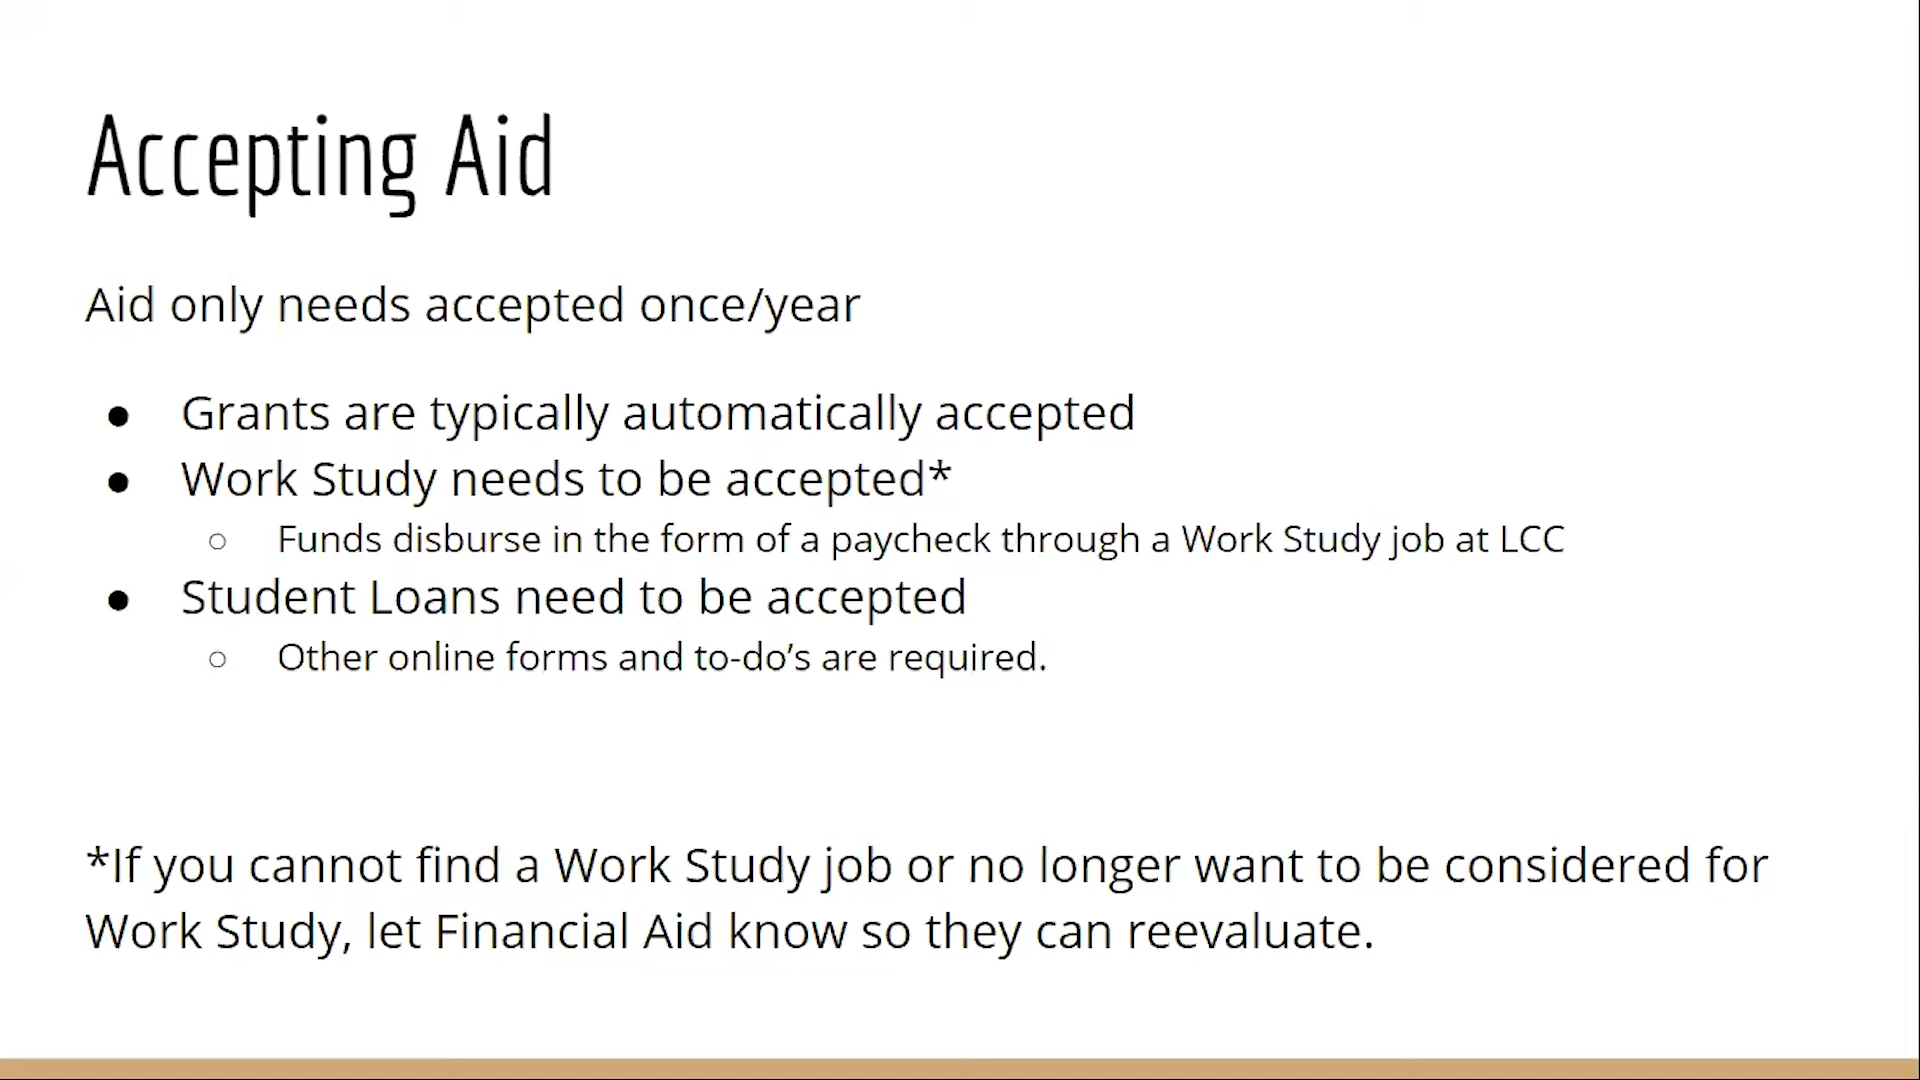 Accepting Aid
Aid only needs accepted once/year
● Grants are typically automatically accepted
● Work Study needs to be accepted*
○ Funds disburse in the form of a paycheck through a Work Study job at LCC
● Student Loans need to be accepted
○ Other online forms and to-do’s are required.
*If you cannot find a Work Study job or no longer want to be considered for
Work Study, let Financial Aid know so they can reevaluate.